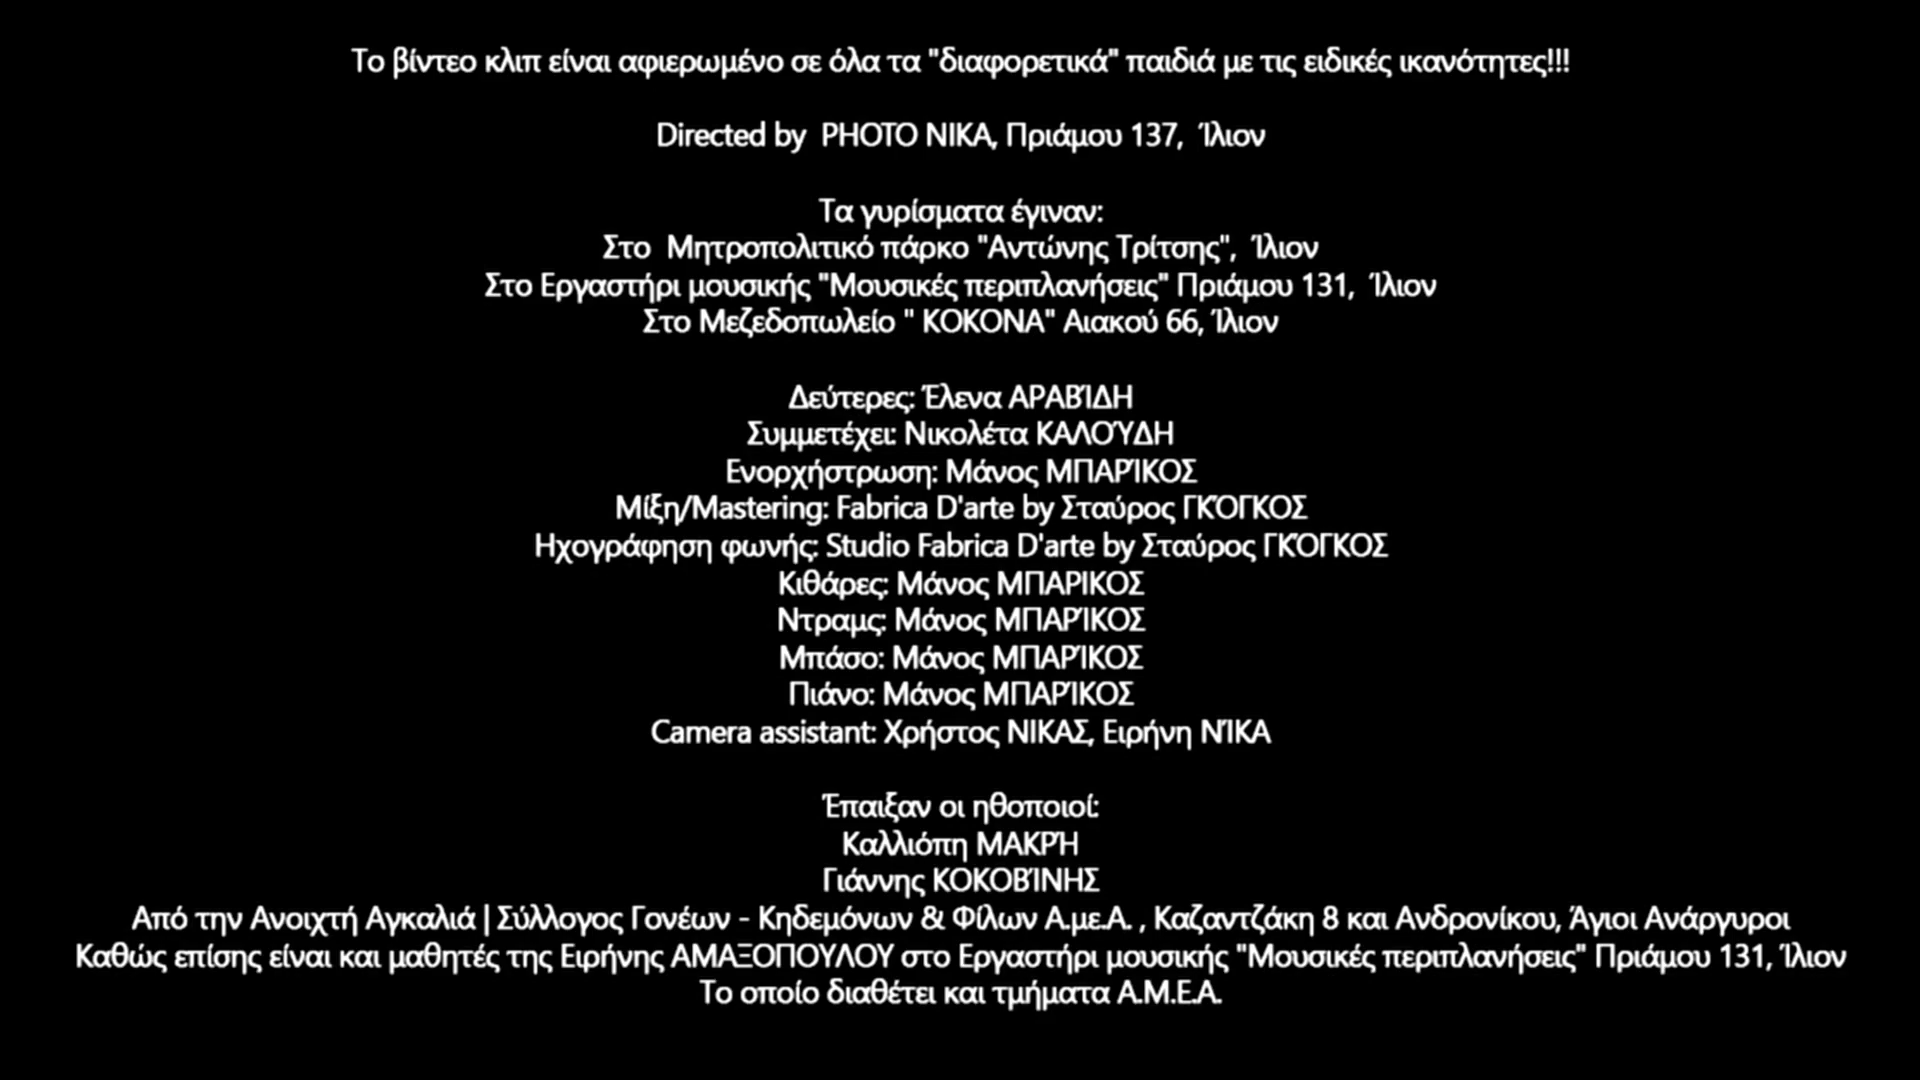 Το βίντεο κλιπ είναι αφιερωμένο σε όλα τα "διαφορετικά" παιδιά με τις ειδικές ικανότητες!!!
Directed by  PHOTO NIKA, Πριάμου 137,  Ίλιον
Τα γυρίσματα έγιναν:
Στο  Μητροπολιτικό πάρκο "Αντώνης Τρίτσης",  Ίλιον
Στο Εργαστήρι μουσικής "Μουσικές περιπλανήσεις" Πριάμου 131,  Ίλιον
Στο Μεζεδοπωλείο " ΚΟΚΟΝΑ" Αιακού 66, Ίλιον
Δεύτερες: Έλενα ΑΡΑΒΊΔΗ
Συμμετέχει: Νικολέτα ΚΑΛΟΎΔΗ
Ενορχήστρωση: Μάνος ΜΠΑΡΊΚΟΣ
Μίξη/Mastering: Fabrica D'arte by Σταύρος ΓΚΌΓΚΟΣ
Ηχογράφηση φωνής: Studio Fabrica D'arte by Σταύρος ΓΚΌΓΚΟΣ
Κιθάρες: Μάνος ΜΠΑΡΙΚΟΣ
Ντραμς: Μάνος ΜΠΑΡΊΚΟΣ
Μπάσο: Μάνος ΜΠΑΡΊΚΟΣ
Πιάνο: Μάνος ΜΠΑΡΊΚΟΣ
Camera assistant: Χρήστος ΝΙΚΑΣ, Ειρήνη ΝΊΚΑ
Έπαιξαν οι ηθοποιοί:
Καλλιόπη ΜΑΚΡΉ
Γιάννης ΚΟΚΟΒΊΝΗΣ
Από την Ανοιχτή Αγκαλιά | Σύλλογος Γονέων - Κηδεμόνων & Φίλων Α.με.Α. , Καζαντζάκη 8 και Ανδρονίκου, Άγιοι Ανάργυροι
Καθώς επίσης είναι και μαθητές της Ειρήνης ΑΜΑΞΟΠΟΥΛΟΥ στο Εργαστήρι μουσικής "Μουσικές περιπλανήσεις" Πριάμου 131, Ίλιον
Το οποίο διαθέτει και τμήματα Α.Μ.Ε.Α.